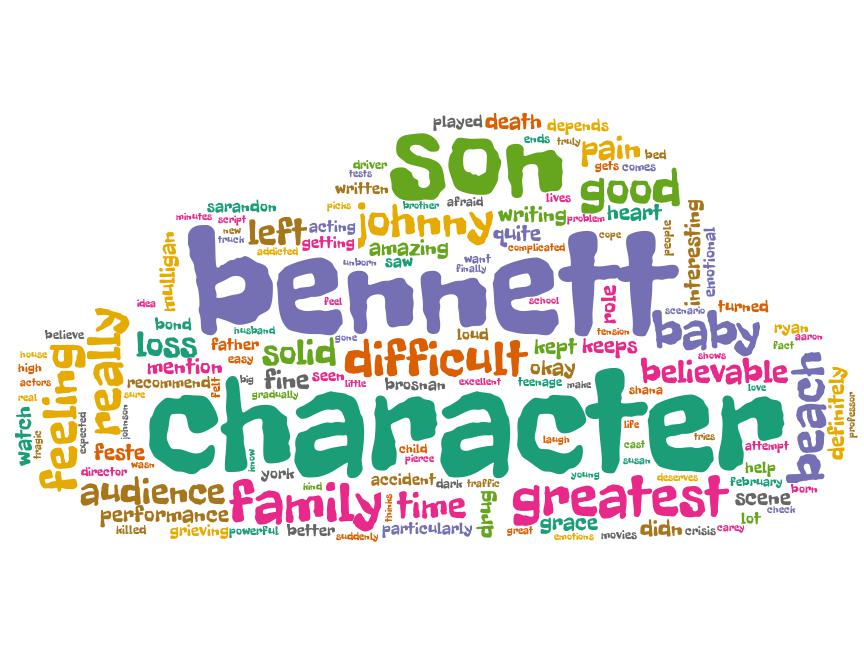 played death depends
ends truly
son
pain bed
driver
tests
gets comes
written
brother afraid
lives
good
sarandon
picks
minutes script
johnny
writing problem heart
interesting
new
truck
left acting
getting
addicted
amazing
quite
complicated
cope
people
emotional
mulligan
bennett
unborn saw
want
finally
idea
feel
school
role
scenario
turned
believe
bond
husband
gone
loud
tension
baby
ryan
aaron
house
high
feeling
really
loss
father
easy
solid
difficult
kept keeps
okay
shows
fact
actors
mention
recommend
felt
big
fine seen
little
brosnan
excellent
teenage make
believable
shana
love
real
sure
gradually
character
beach
definitely
professor
watch
tragic
expected
johnson
life
laugh
cast
tries
attempt
feste
wasn
know
child
pierce
susan
director
york
kind
accident
dark traffic
young
deserves
help
february
born
audience
family
thinks
time
drug
greatest
scene
check
performance
grace
lot
killed
grieving powerful better
suddenly
particularly
great
emotions movies
didn crisis carey